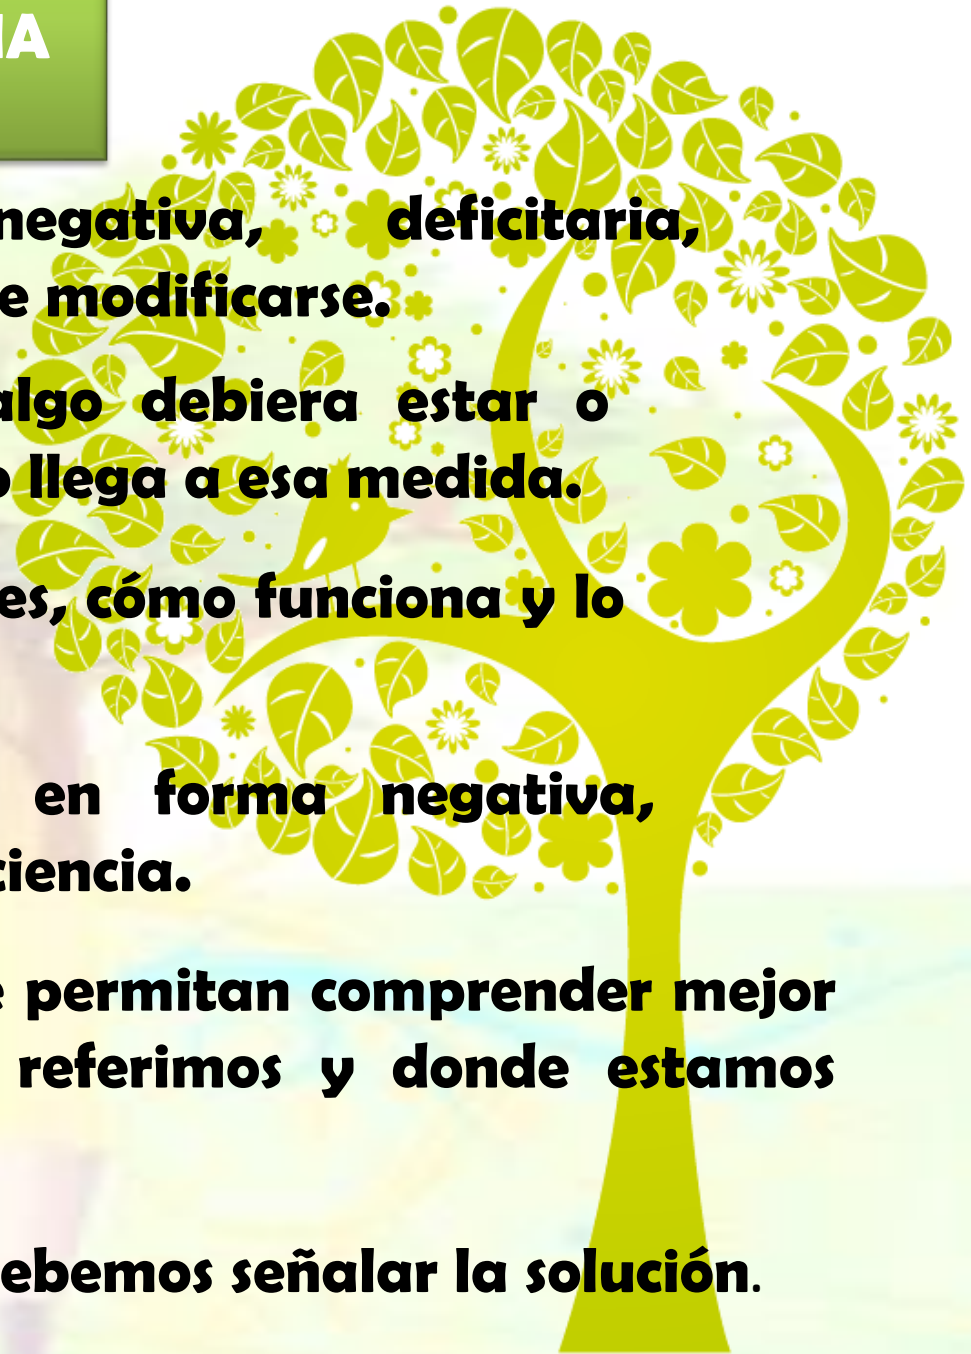 negativa, deficitaria,
modificarse.
algo debiera estar o
llega a esa medida.
es, cómo funciona y lo
en forma negativa,
ciencia.
permitan comprender mejor
referimos y donde estamos
ebemos señalar la solución.